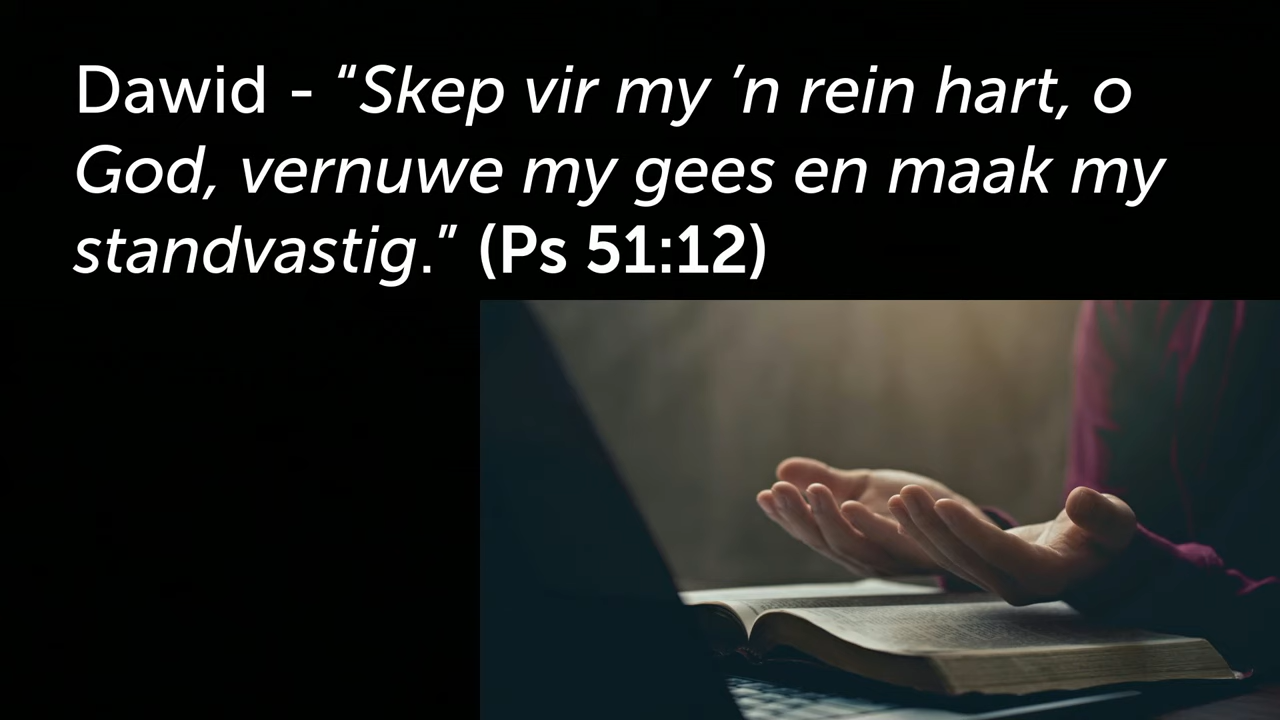 Dawid - “Skep vir my ’n rein hart, o
God, vernuwe my gees en maak my
standvastig.” (Ps 51:12)